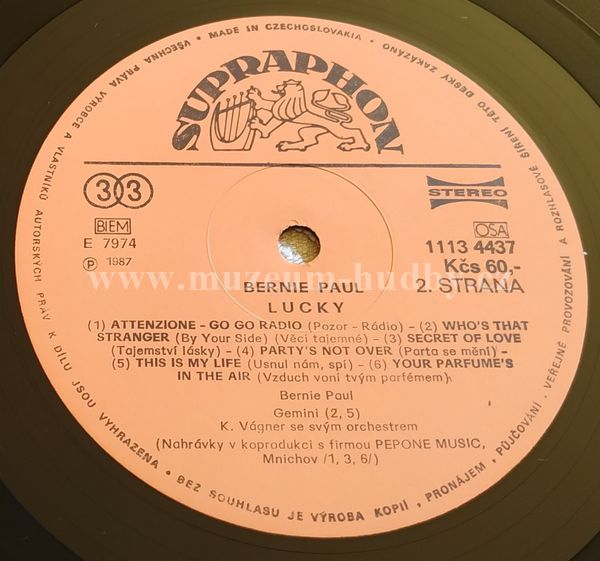 VŠECHNA PRÁVA VÝROBCE A VLASTNÍKŮ AUTORSKÝCH PRÁV K DÍLU JSOU VYHRAZENA • BEZ SOUHLASU JE VÝROBA KOPIÍ, PRONÁJEM, PŮJČOVÁNÍ, VEŘEJNÉ PROVOZOVÁNÍ A ROZHLASOVÉ ŠÍŘENÍ TÉTO DESKY ZAKÁZÁNO • MADE IN CZECHOSLOVAKIA •
SUPRAPHON
33
STEREO
BIEM
OSA
E 7974
1113 4437
Ⓟ 1987
Kčs 60,-
www.muzeum-hudby.cz
BERNIE PAUL
2. STRANA
LUCKY
(1) ATTENZIONE - GO GO RADIO (Pozor - Rádio) - (2) WHO'S THAT
STRANGER (By Your Side) (Věci tajemné) - (3) SECRET OF LOVE
(Tajemství lásky) - (4) PARTY'S NOT OVER (Parta se mění) -
(5) THIS IS MY LIFE (Usnul nám, spí) - (6) YOUR PARFUME'S
IN THE AIR (Vzduch voní tvým parfémem)
Bernie Paul
Gemini (2, 5)
K. Vágner se svým orchestrem
(Nahrávky v koprodukci s firmou PEPONE MUSIC,
Mnichov /1, 3, 6/)